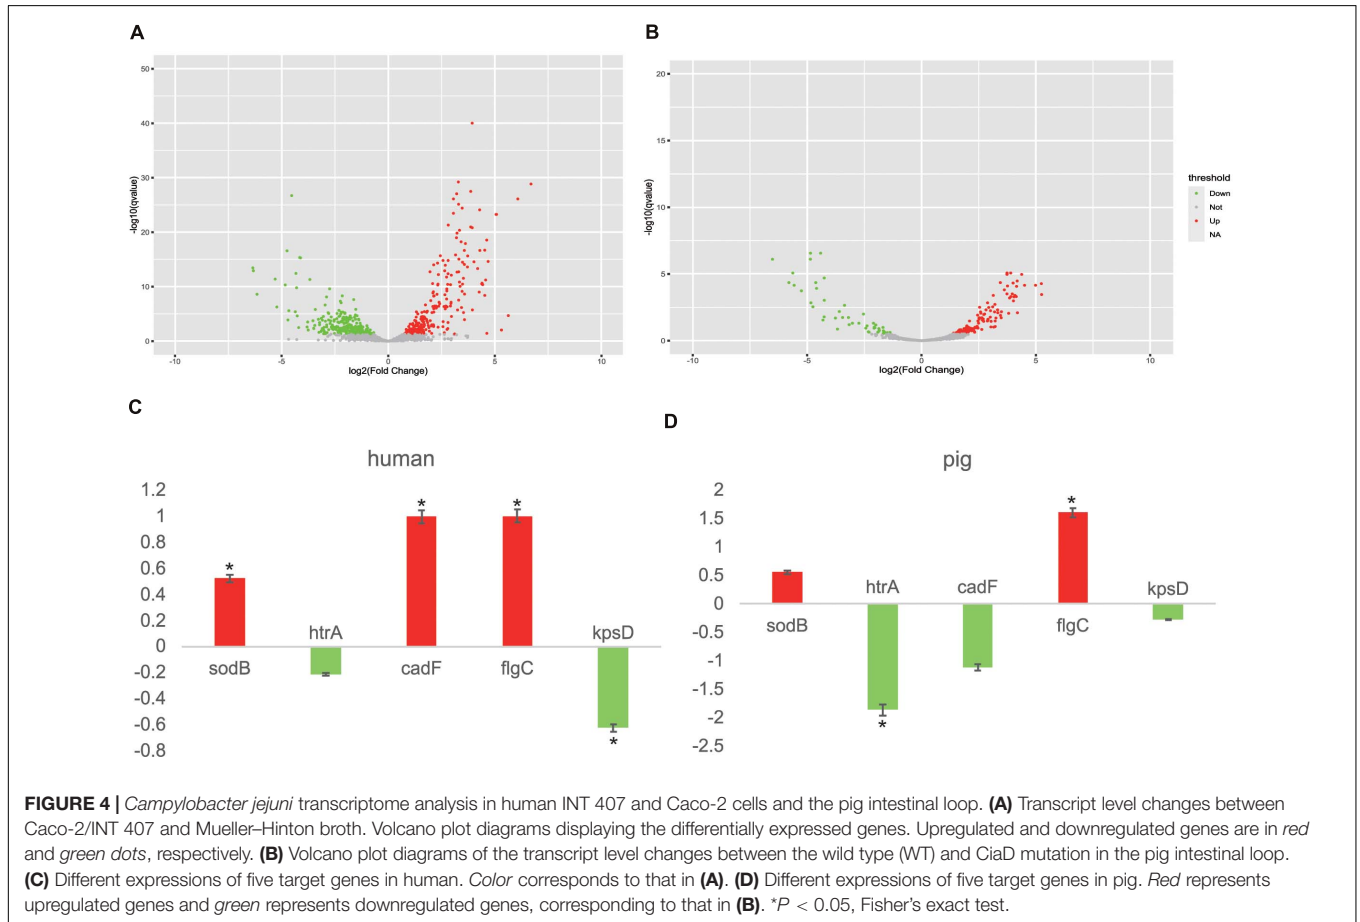 A
50
40
30
20
10
0
-log10(qvalue)
-10
-5
0
5
10
log2(Fold Change)
B
20
15
10
5
0
-log10(qvalue)
-10
-5
0
5
10
log2(Fold Change)
threshold
Down
Not
Up
NA
C
human
1.2
1
0.8
0.6
0.4
0.2
0
-0.2
-0.4
-0.6
-0.8
*
sodB
htrA
*
cadF
*
flgC
kpsD
*
D
pig
2
1.5
1
0.5
0
-0.5
-1
-1.5
-2
-2.5
sodB
htrA
*
cadF
*
flgC
kpsD
FIGURE 4 | Campylobacter jejuni transcriptome analysis in human INT 407 and Caco-2 cells and the pig intestinal loop. (A) Transcript level changes between
Caco-2/INT 407 and Mueller–Hinton broth. Volcano plot diagrams displaying the differentially expressed genes. Upregulated and downregulated genes are in red
and green dots, respectively. (B) Volcano plot diagrams of the transcript level changes between the wild type (WT) and CiaD mutation in the pig intestinal loop.
(C) Different expressions of five target genes in human. Color corresponds to that in (A). (D) Different expressions of five target genes in pig. Red represents
upregulated genes and green represents downregulated genes, corresponding to that in (B). *P < 0.05, Fisher's exact test.